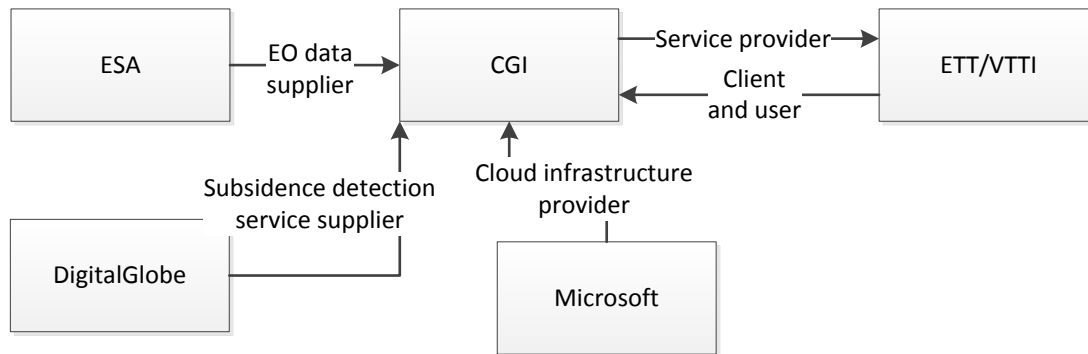 ESA
EO data
supplier
CGI
Service provider
Client
and user
ETT/VTTI
Subsidence detection
service supplier
Cloud infrastructure
provider
DigitalGlobe
Microsoft